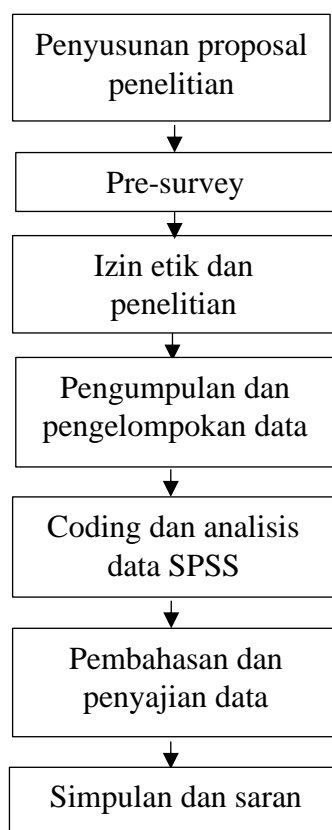 Penyusunan proposal
penelitian
Pre-survey
Izin etik dan
penelitian
Pengumpulan dan
pengelompokan data
Coding dan analisis
data SPSS
Pembahasan dan
penyajian data
Simpulan dan saran